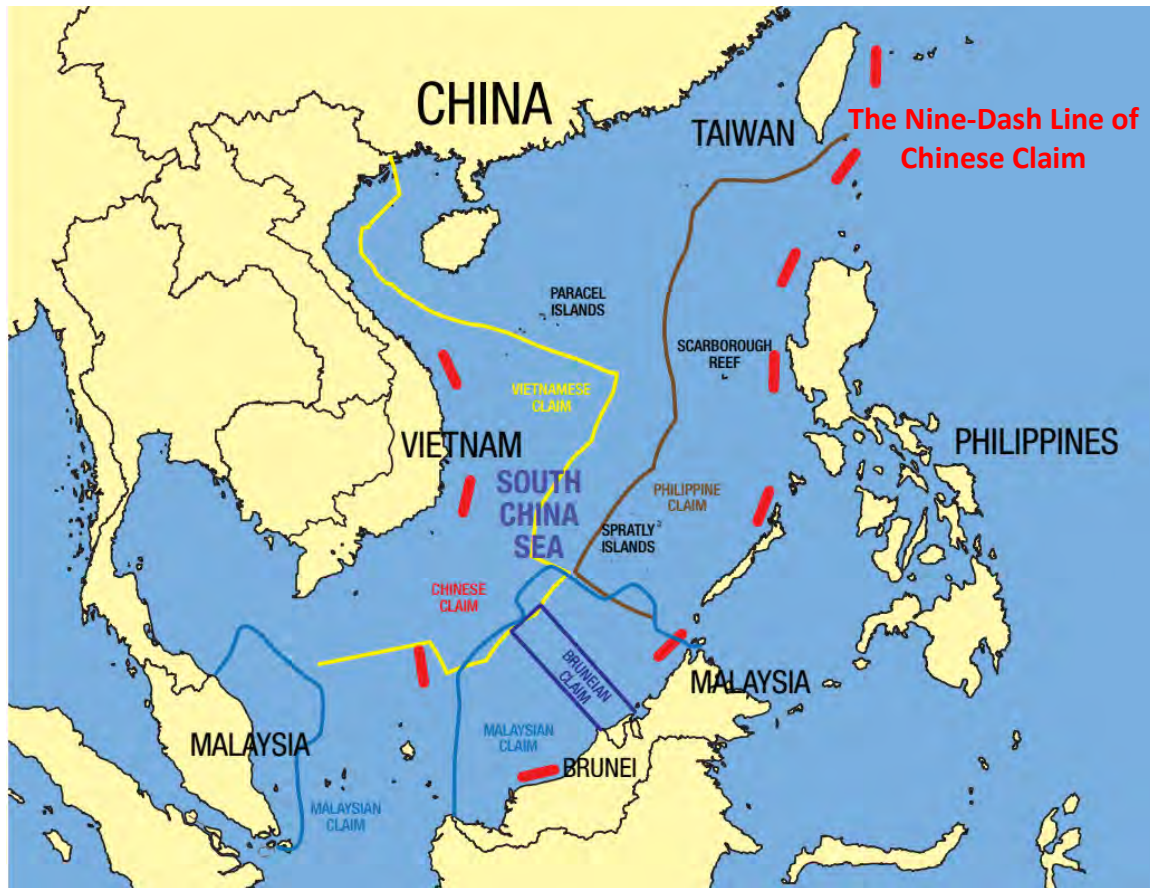 CHINA
TAIWAN
The Nine-Dash Line of
Chinese Claim
PARACEL
ISLANDS
SCARBOROUGH
REEF
VIETNAMESE
CLAIM
VIETNAM
PHILIPPINES
SOUTH
CHINA
SEA
PHILIPPINE
CLAIM
SPRATLY
ISLANDS
CHINESE
CLAIM
BRUNEIAN
CLAIM
MALAYSIA
MALAYSIA
MALAYSIAN
CLAIM
BRUNEI
MALAYSIAN
CLAIM